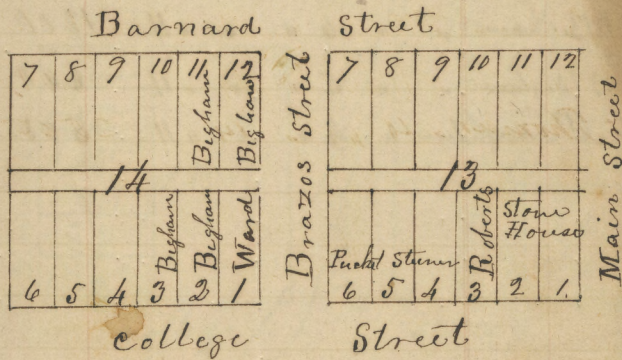 Barnard Street
7 8 9 10 11 12
Bigham
Bigham
14
Bigham
Bigham
Ward
6 5 4 3 2 1
Brazos Street
7 8 9 10 11 12
13
Roberts
Stone
House
6 5 4 3 2 1.
Main Street
College Street